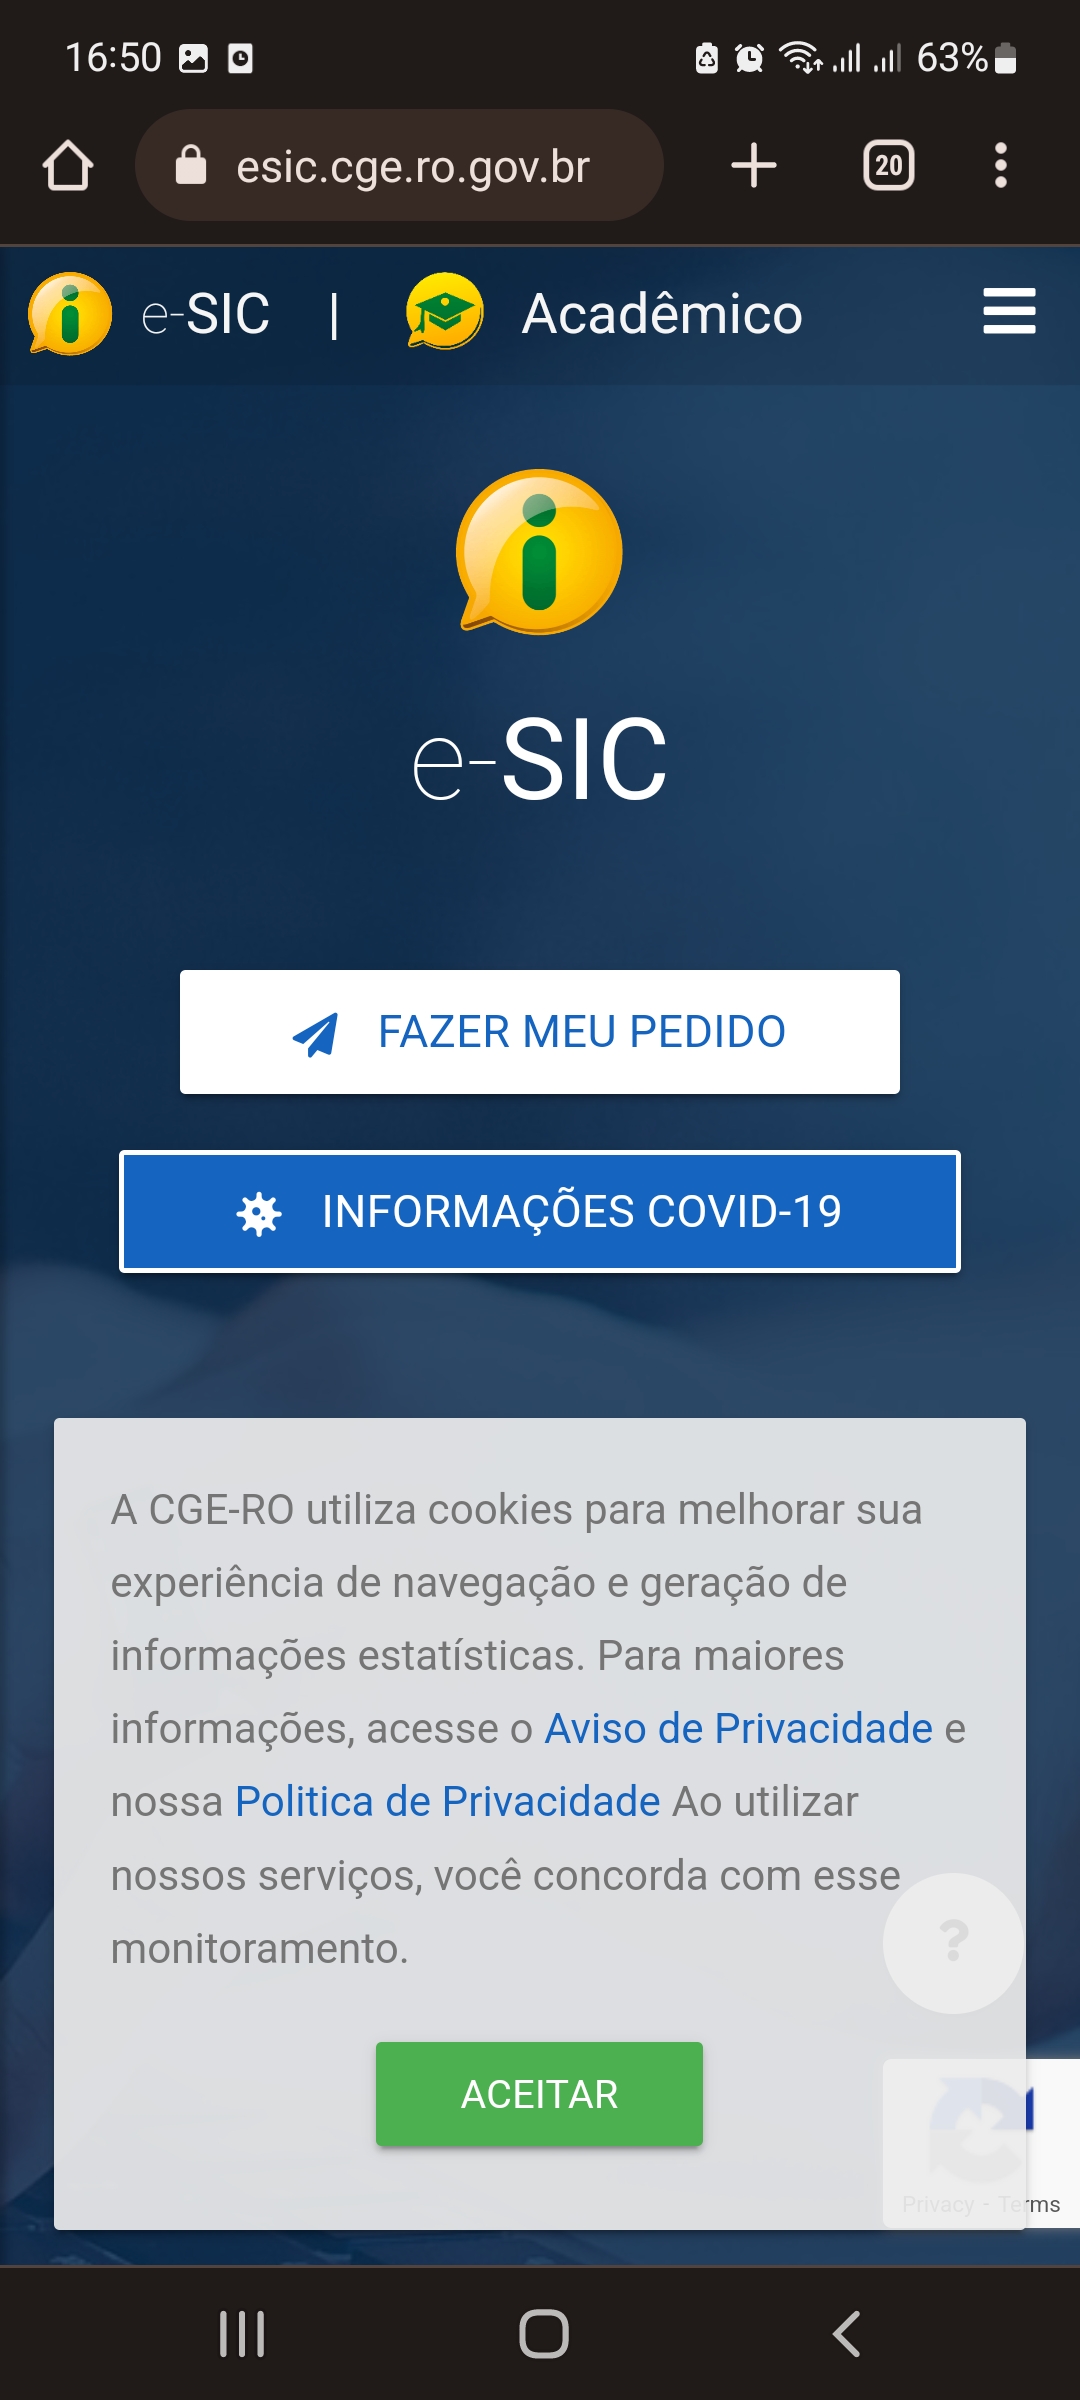 16:50
63%
esic.cge.ro.gov.br
20
e-SIC | Acadêmico
e-SIC
FAZER MEU PEDIDO
INFORMAÇÕES COVID-19
A CGE-RO utiliza cookies para melhorar sua
experiência de navegação e geração de
informações estatísticas. Para maiores
informações, acesse o Aviso de Privacidade e
nossa Politica de Privacidade Ao utilizar
nossos serviços, você concorda com esse
monitoramento.
?
ACEITAR
Privacy - Terms